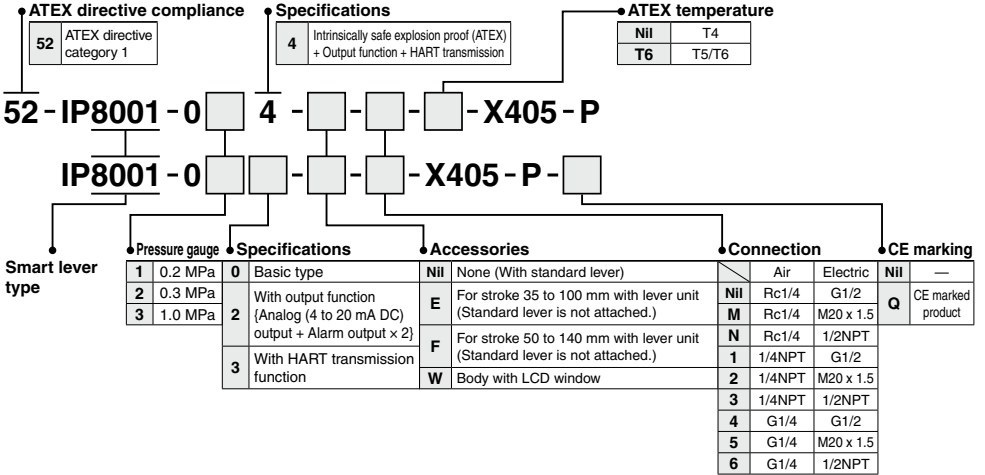 ATEX directive compliance
52 ATEX directive category 1
Specifications
4 Intrinsically safe explosion proof (ATEX) + Output function + HART transmission
ATEX temperature
Nil T4
T6 T5/T6
52 - IP8001 - 0 4 - - - - X405 - P
IP8001 - 0 - - - X405 - P -
Smart lever type
Pressure gauge
1 0.2 MPa
2 0.3 MPa
3 1.0 MPa
Specifications
0 Basic type
2 With output function {Analog (4 to 20 mA DC) output + Alarm output × 2}
3 With HART transmission function
Accessories
Nil None (With standard lever)
E For stroke 35 to 100 mm with lever unit (Standard lever is not attached.)
F For stroke 50 to 140 mm with lever unit (Standard lever is not attached.)
W Body with LCD window
Connection
Air Electric
Nil Rc1/4 G1/2
M Rc1/4 M20 x 1.5
N Rc1/4 1/2NPT
1 1/4NPT G1/2
2 1/4NPT M20 x 1.5
3 1/4NPT 1/2NPT
4 G1/4 G1/2
5 G1/4 M20 x 1.5
6 G1/4 1/2NPT
CE marking
Nil —
Q CE marked product